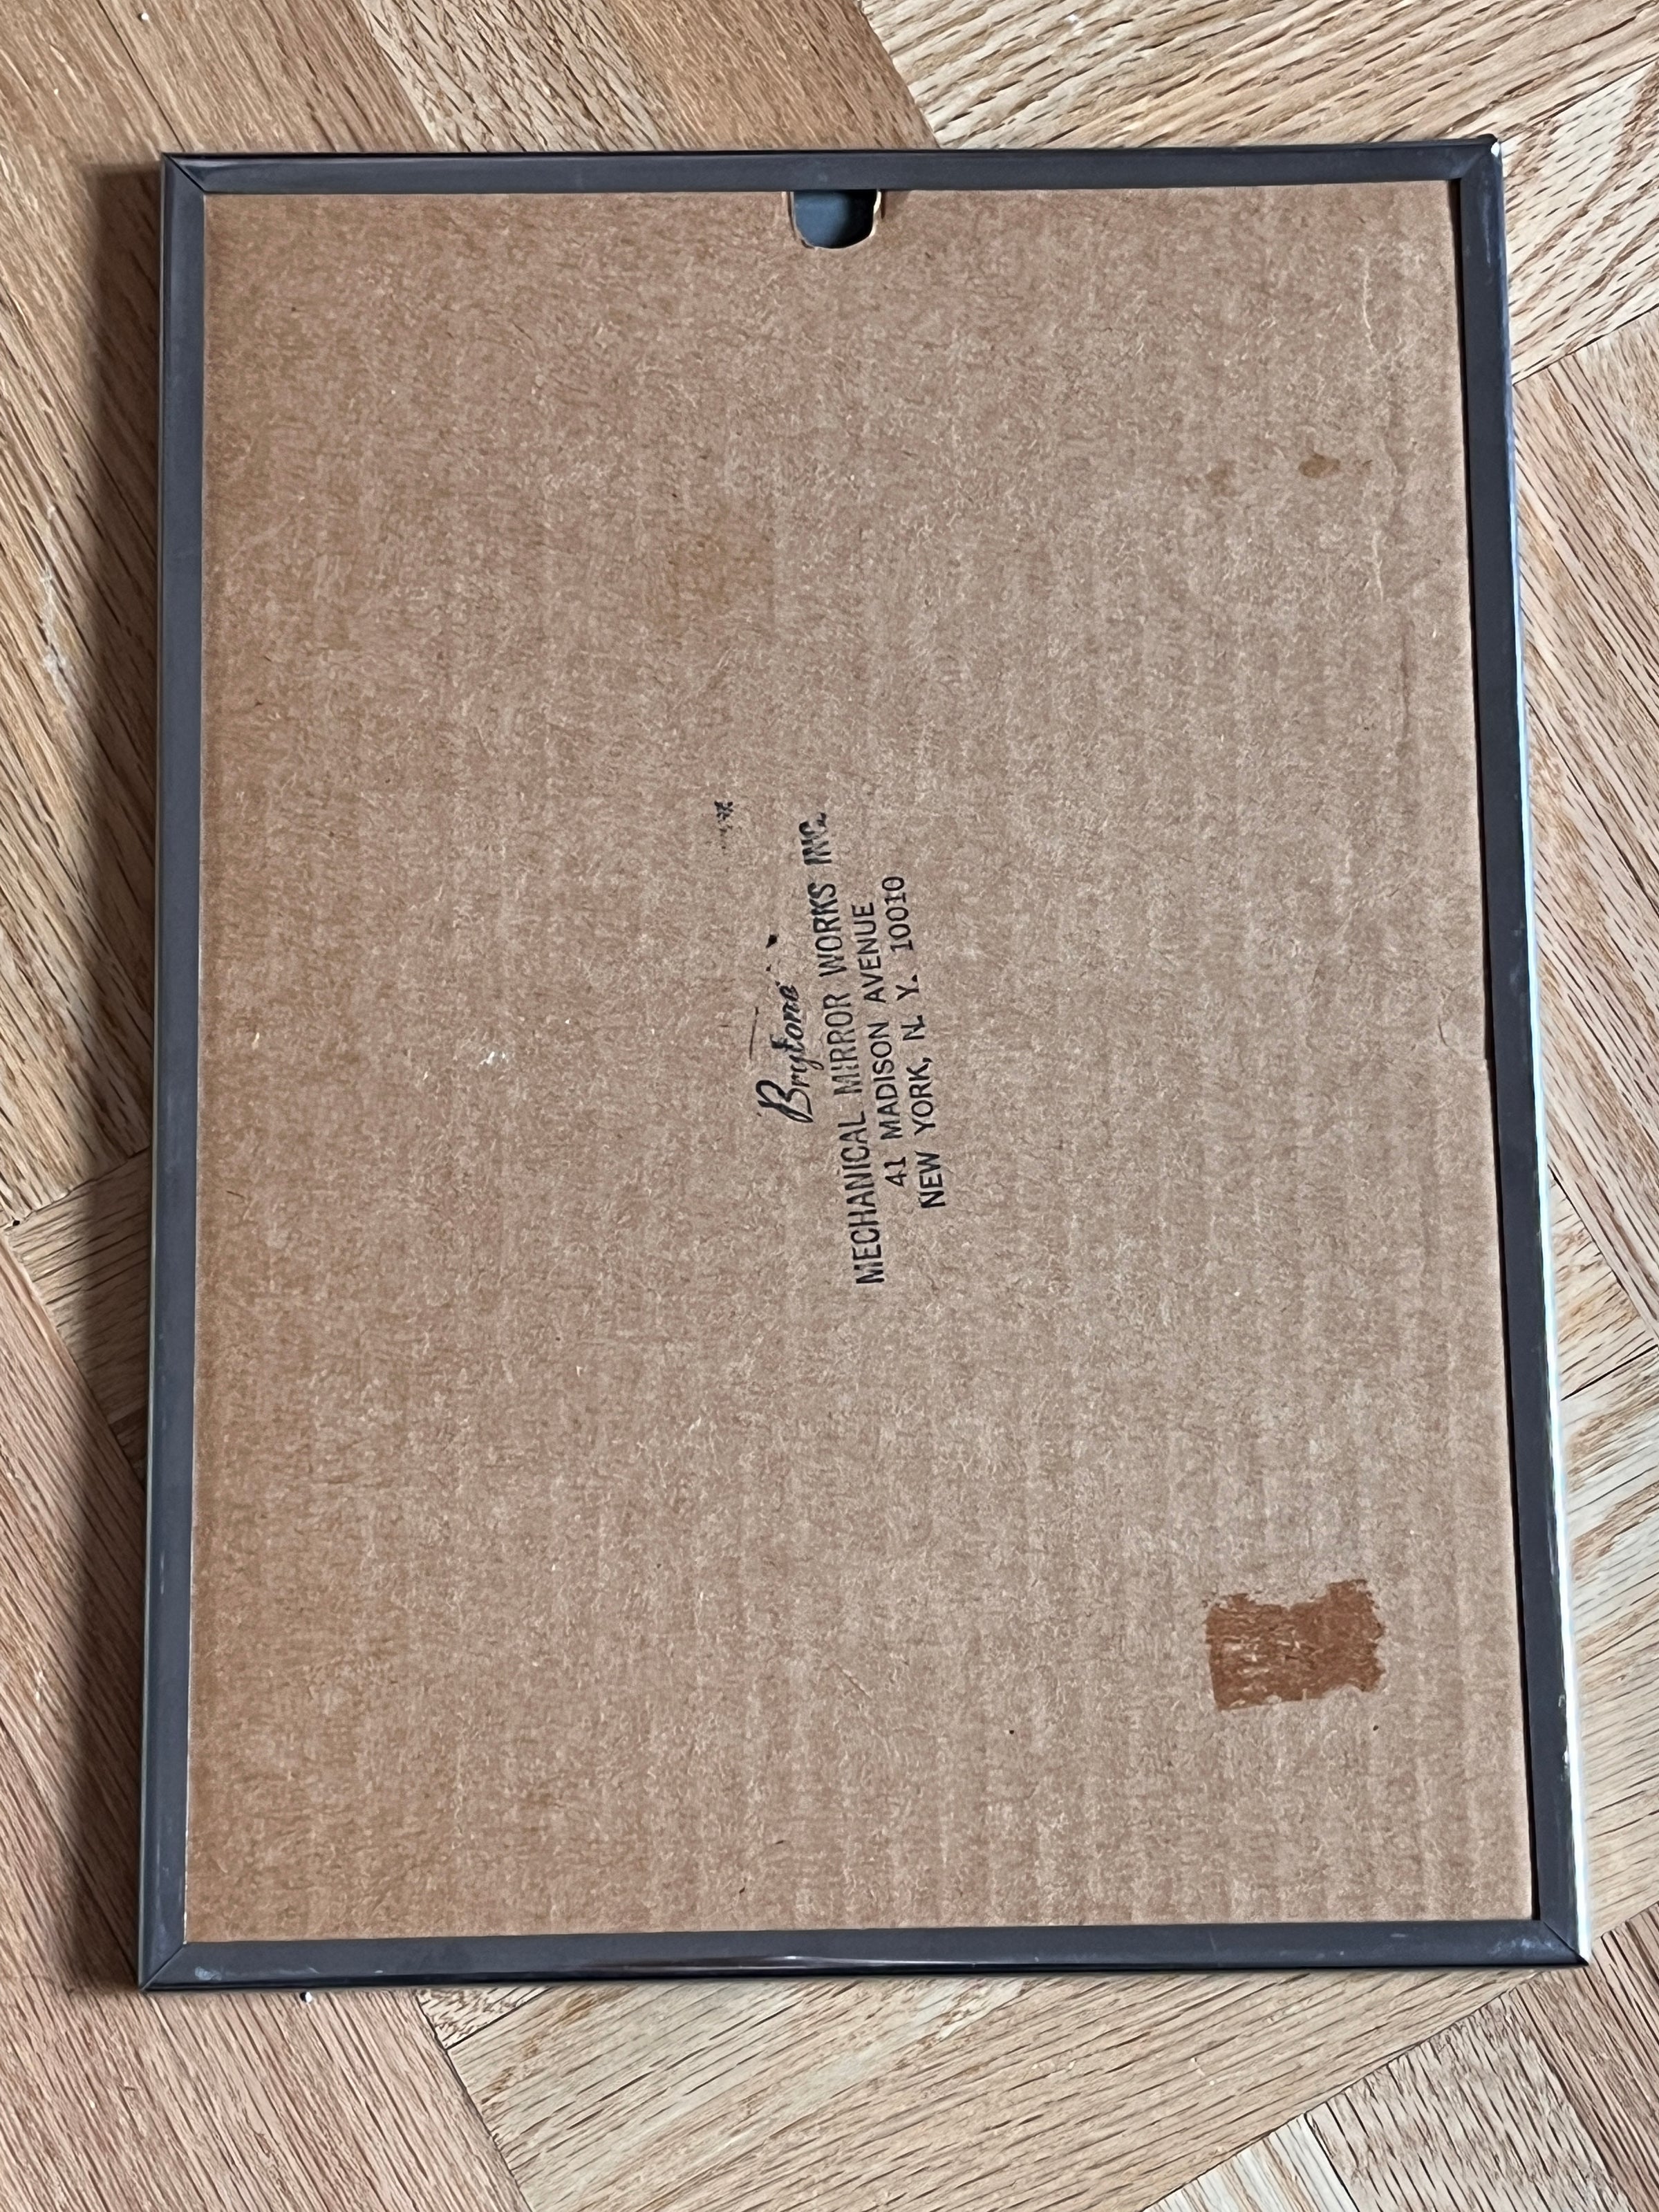 Brytone
MECHANICAL MIRROR WORKS INC.
41 MADISON AVENUE
NEW YORK, N. Y. 10010